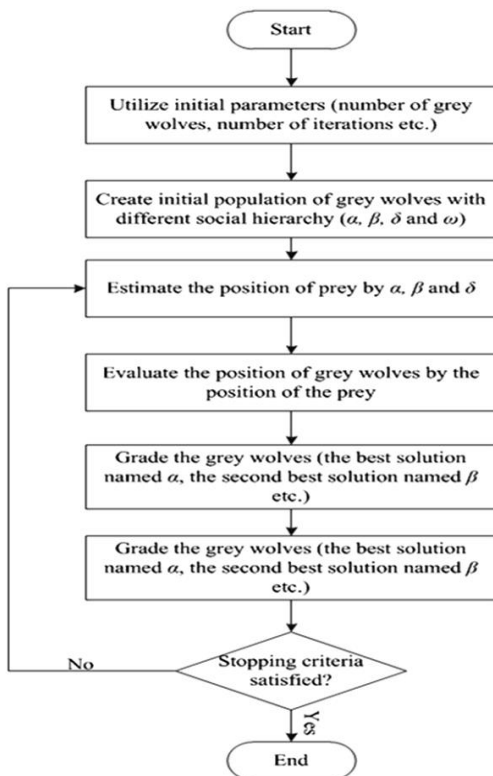 Start
Utilize initial parameters (number of grey
wolves, number of iterations etc.)
Create initial population of grey wolves with
different social hierarchy (α, β, δ and ω)
Estimate the position of prey by α, β and δ
Evaluate the position of grey wolves by the
position of the prey
Grade the grey wolves (the best solution
named α, the second best solution named β
etc.)
Grade the grey wolves (the best solution
named α, the second best solution named β
etc.)
Stopping criteria
satisfied?
No
Yes
End